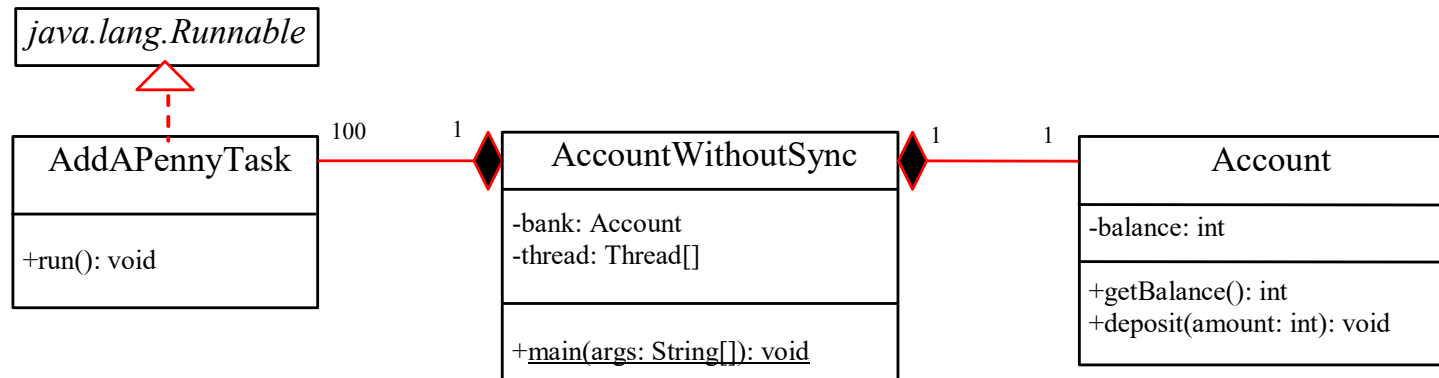 java.lang.Runnable
AddAPennyTask
+run(): void
100
1
AccountWithoutSync
-bank: Account
-thread: Thread[]
+main(args: String[]): void
1
1
Account
-balance: int
+getBalance(): int
+deposit(amount: int): void